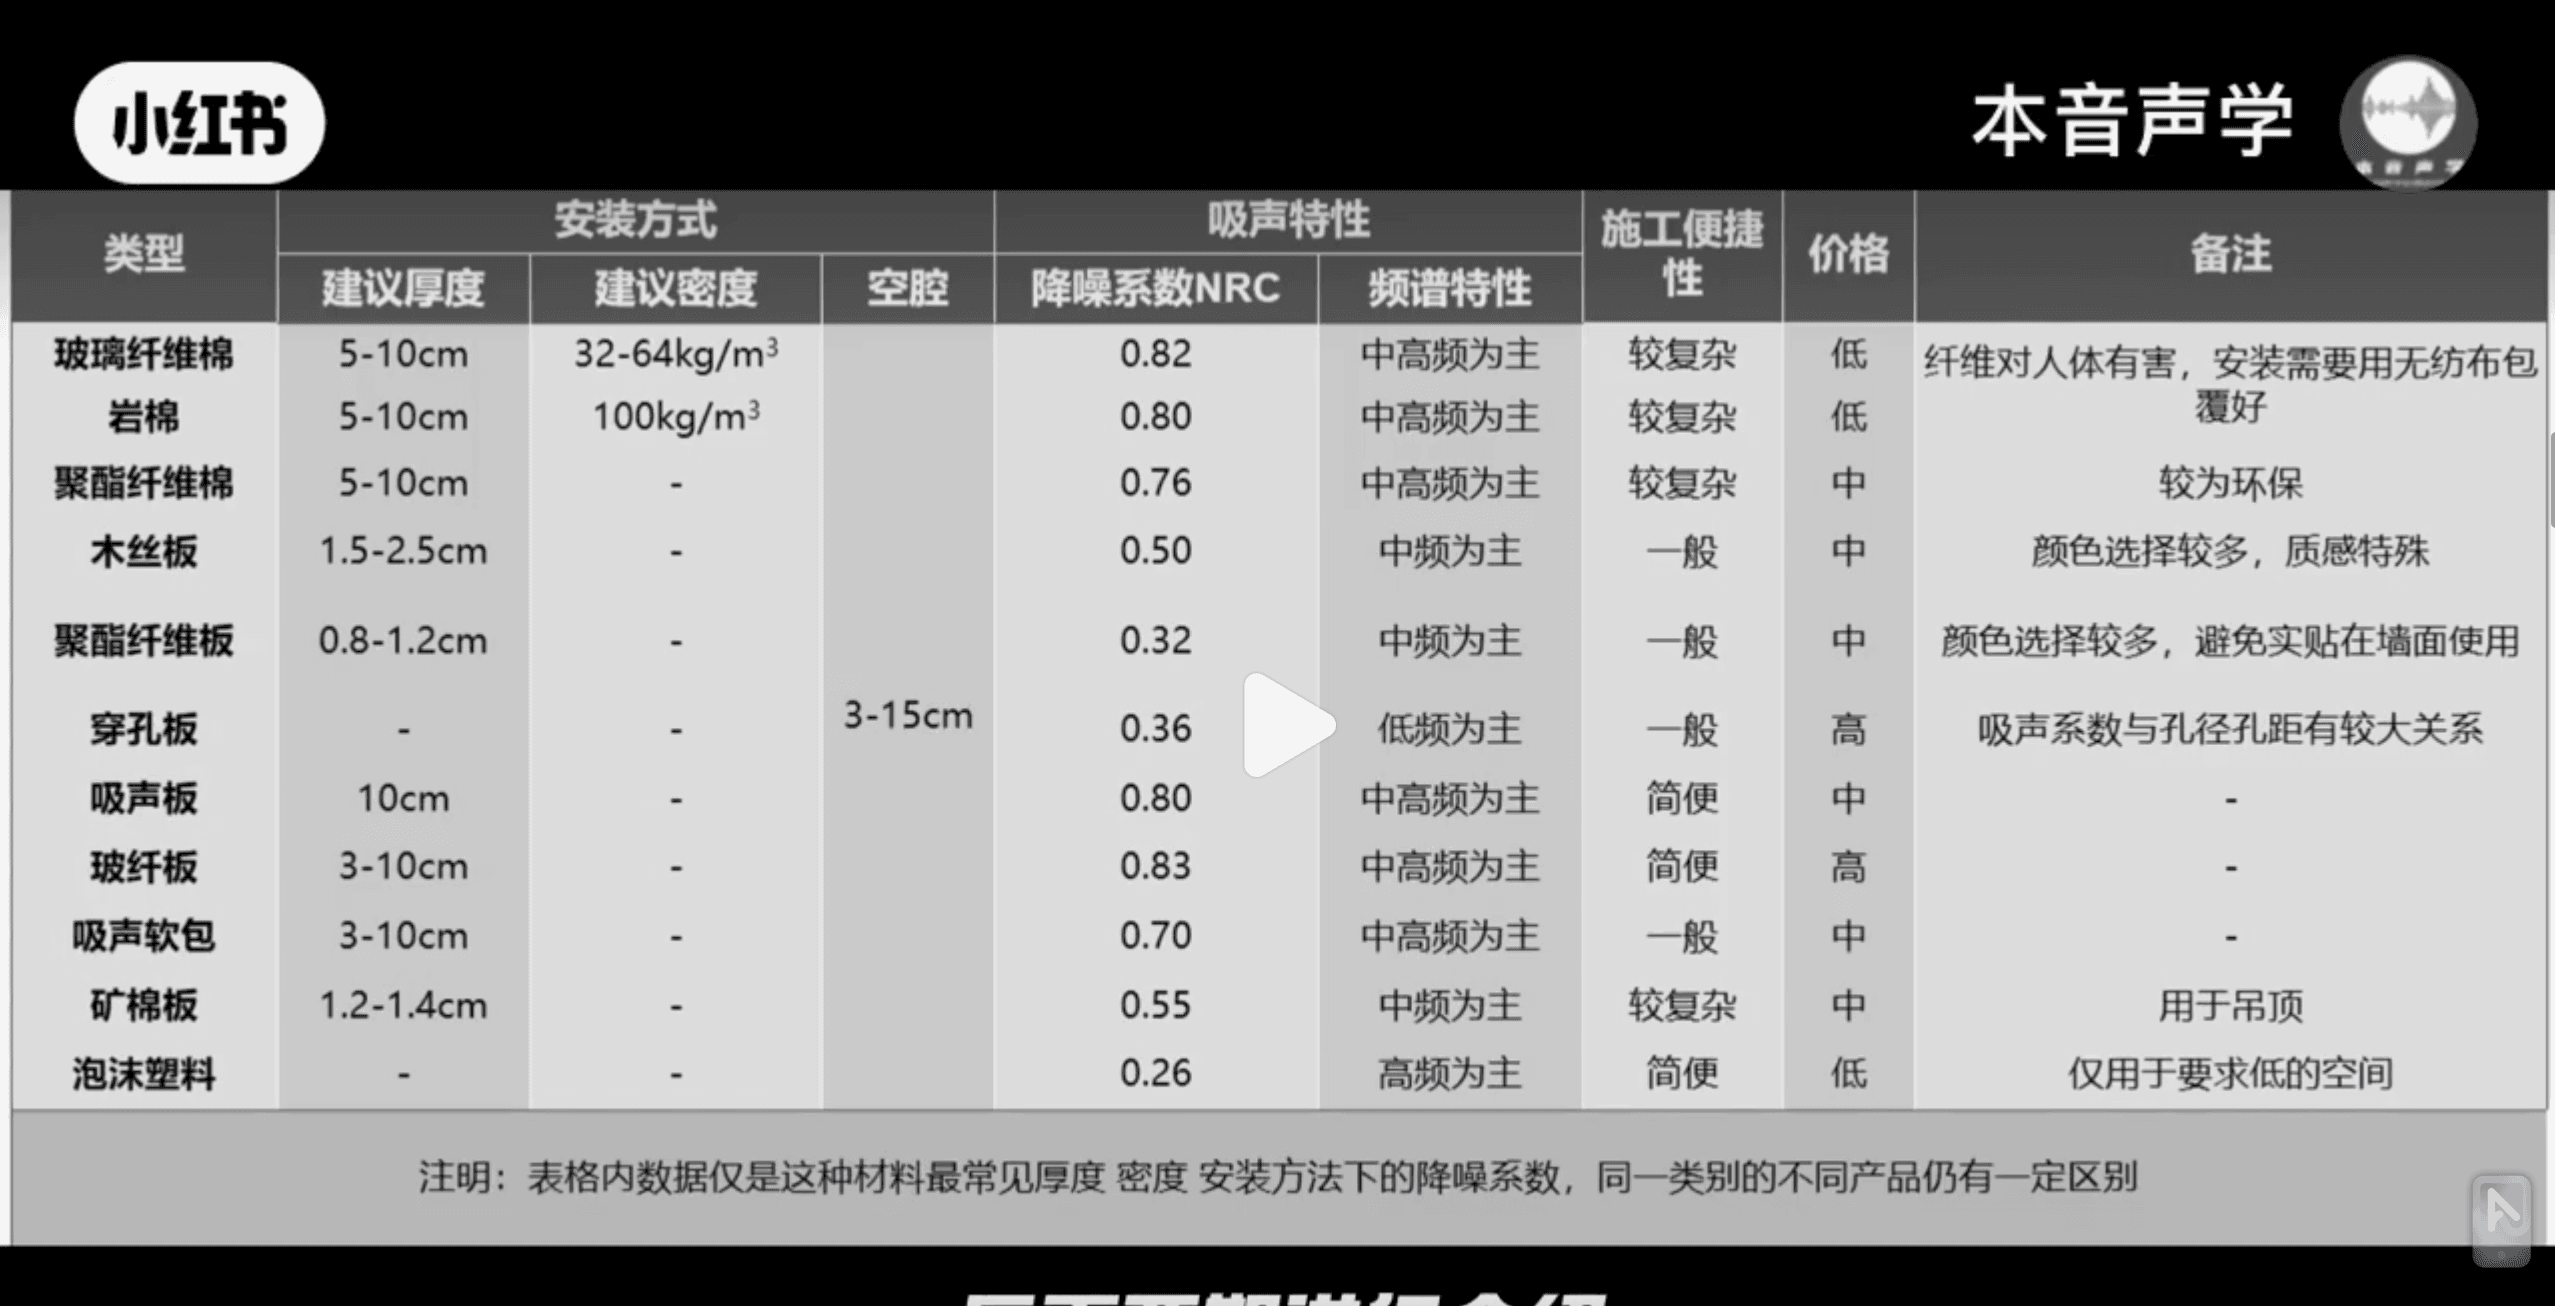 小红书
本音声学
类型 安装方式 吸声特性 施工便捷性 价格 备注
建议厚度 建议密度 空腔 降噪系数NRC 频谱特性
玻璃纤维棉 5-10cm 32-64kg/m³ 0.82 中高频为主 较复杂 低 纤维对人体有害，安装需要用无纺布包
覆好
岩棉 5-10cm 100kg/m³ 0.80 中高频为主 较复杂 低
聚酯纤维棉 5-10cm - 0.76 中高频为主 较复杂 中 较为环保
木丝板 1.5-2.5cm - 0.50 中频为主 一般 中 颜色选择较多，质感特殊
聚酯纤维板 0.8-1.2cm - 0.32 中频为主 一般 中 颜色选择较多，避免实贴在墙面使用
3-15cm
穿孔板 - - 0.36 低频为主 一般 高 吸声系数与孔径孔距有较大关系
吸声板 10cm - 0.80 中高频为主 简便 中 -
玻纤板 3-10cm - 0.83 中高频为主 简便 高 -
吸声软包 3-10cm - 0.70 中高频为主 一般 中 -
矿棉板 1.2-1.4cm - 0.55 中频为主 较复杂 中 用于吊顶
泡沫塑料 - - 0.26 高频为主 简便 低 仅用于要求低的空间
注明：表格内数据仅是这种材料最常见厚度 密度 安装方法下的降噪系数，同一类别的不同产品仍有一定区别